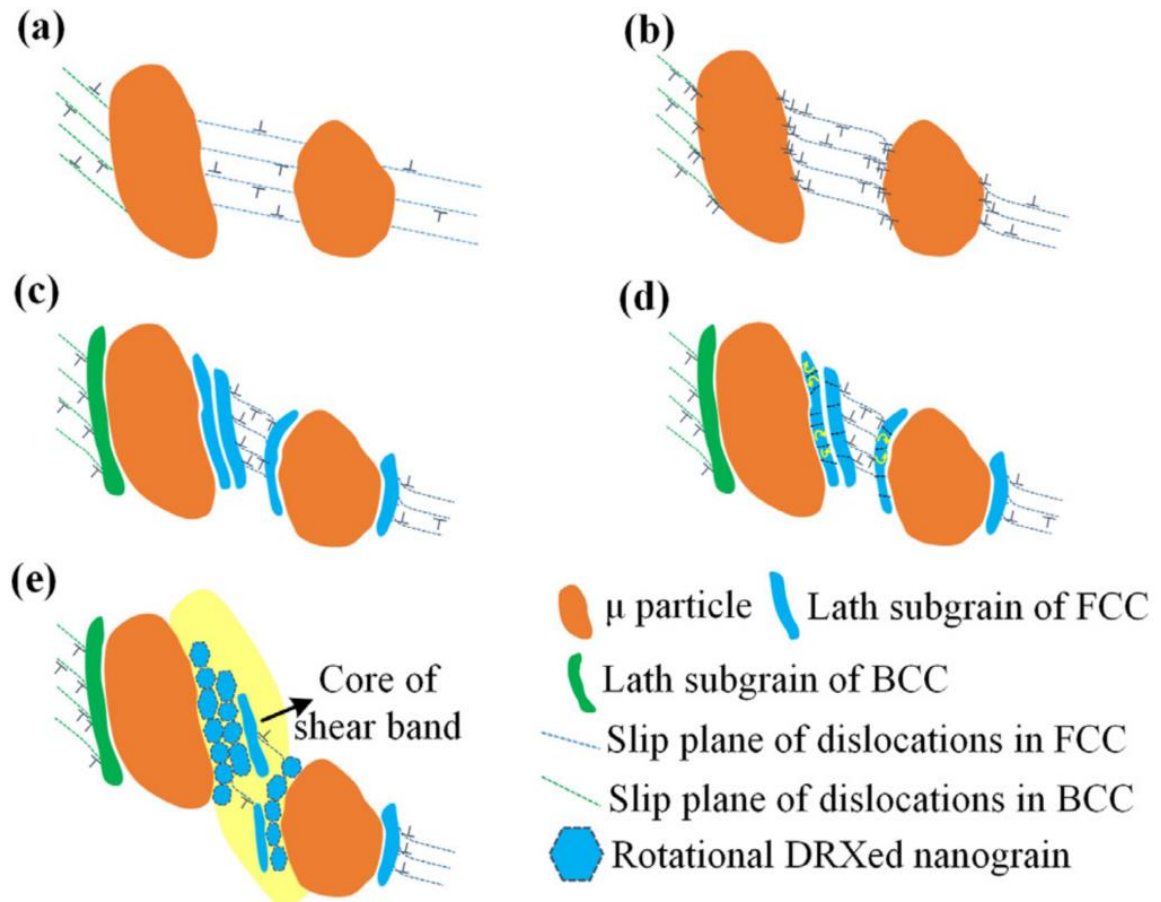 (a)
(b)
(c)
(d)
(e)
Core of
shear band
μ particle
Lath subgrain of FCC
Lath subgrain of BCC
Slip plane of dislocations in FCC
Slip plane of dislocations in BCC
Rotational DRXed nanograin